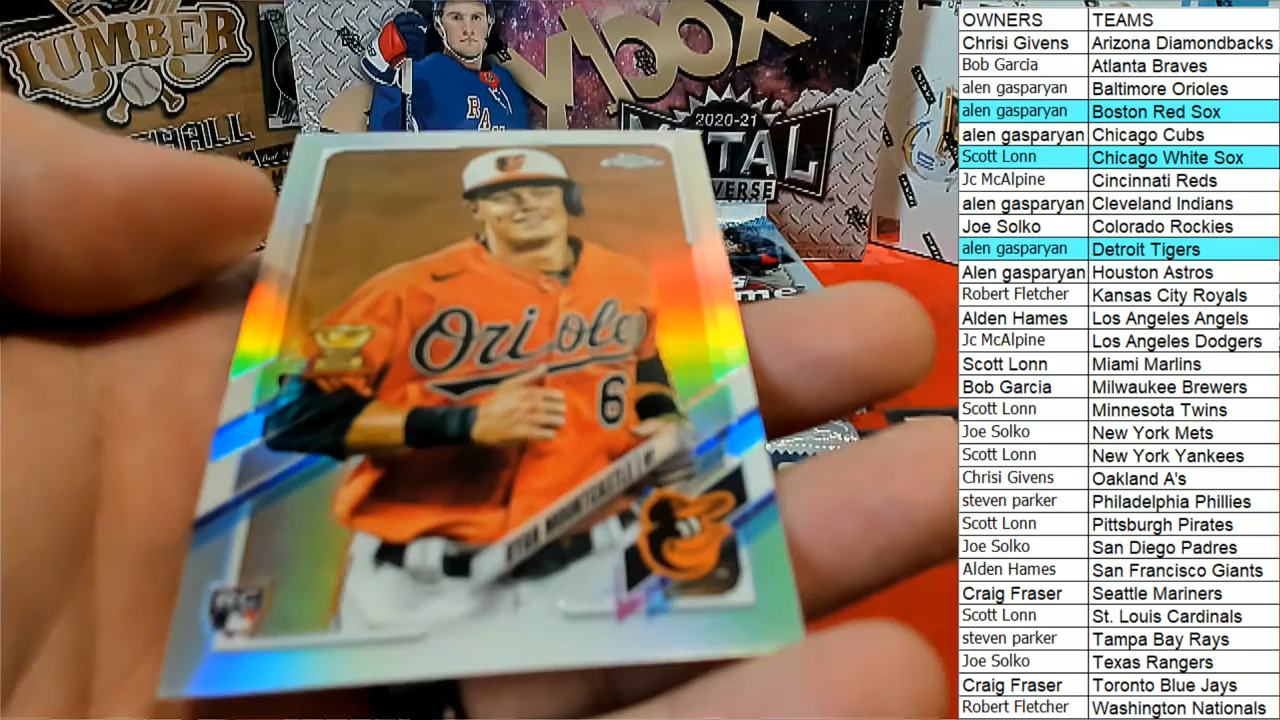 LUMBER
2020-21
METAL
VERSE
Orioles
6
RYAN MOUNTCASTLE
RC
OWNERS TEAMS
Chrisi Givens Arizona Diamondbacks
Bob Garcia Atlanta Braves
alen gasparyan Baltimore Orioles
alen gasparyan Boston Red Sox
alen gasparyan Chicago Cubs
Scott Lonn Chicago White Sox
Jc McAlpine Cincinnati Reds
alen gasparyan Cleveland Indians
Joe Solko Colorado Rockies
alen gasparyan Detroit Tigers
Alen gasparyan Houston Astros
Robert Fletcher Kansas City Royals
Alden Hames Los Angeles Angels
Jc McAlpine Los Angeles Dodgers
Scott Lonn Miami Marlins
Bob Garcia Milwaukee Brewers
Scott Lonn Minnesota Twins
Joe Solko New York Mets
Scott Lonn New York Yankees
Chrisi Givens Oakland A's
steven parker Philadelphia Phillies
Scott Lonn Pittsburgh Pirates
Joe Solko San Diego Padres
Alden Hames San Francisco Giants
Craig Fraser Seattle Mariners
Scott Lonn St. Louis Cardinals
steven parker Tampa Bay Rays
Joe Solko Texas Rangers
Craig Fraser Toronto Blue Jays
Robert Fletcher Washington Nationals